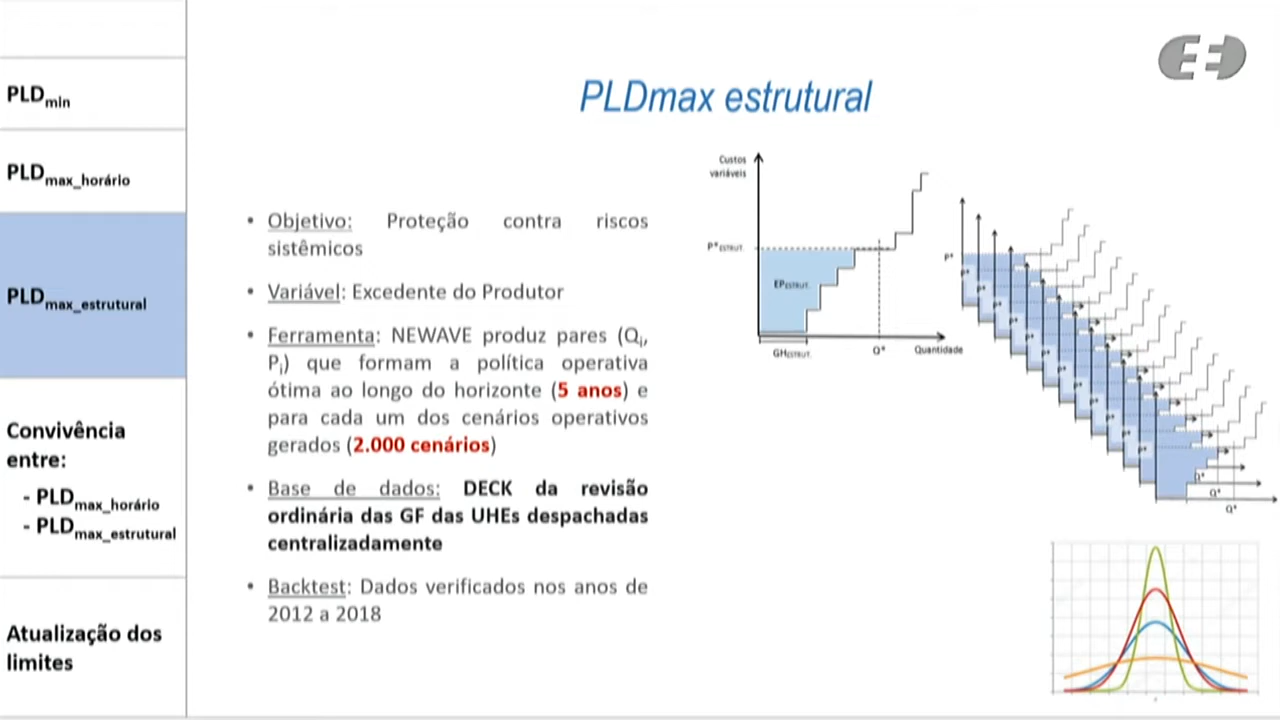 PLDmin
PLDmax_horário
PLDmax_estrutural
Convivência
entre:
- PLDmax_horário
- PLDmax_estrutural
Atualização dos
limites
PLDmax estrutural
• Objetivo: Proteção contra riscos
sistêmicos
• Variável: Excedente do Produtor
• Ferramenta: NEWAVE produz pares (Qi,
Pi) que formam a política operativa
ótima ao longo do horizonte (5 anos) e
para cada um dos cenários operativos
gerados (2.000 cenários)
• Base de dados: DECK da revisão
ordinária das GF das UHEs despachadas
centralizadamente
• Backtest: Dados verificados nos anos de
2012 a 2018
Custos
variáveis
P*ESTRUT.
EPESTRUT.
GHESTRUT.
Q*
Quantidade
P*
P*
P*
P*
P*
P*
P*
P*
P*
Q*
Q*
Q*